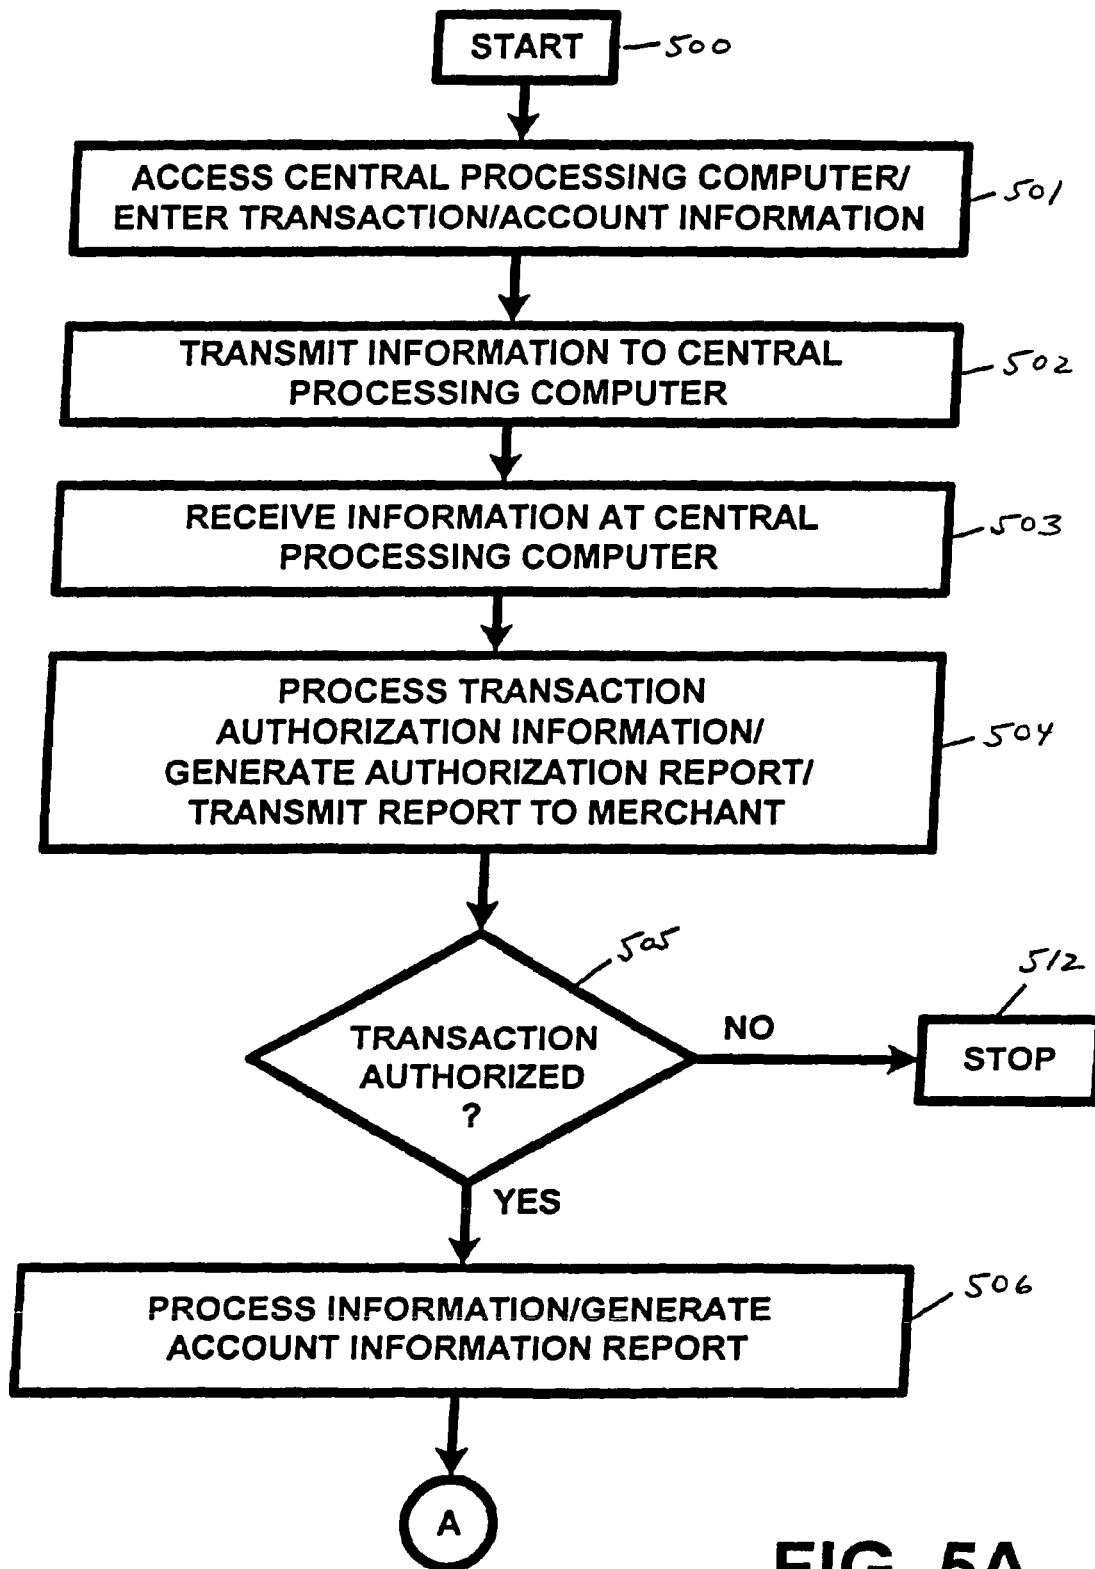 START
500
ACCESS CENTRAL PROCESSING COMPUTER/
ENTER TRANSACTION/ACCOUNT INFORMATION
501
TRANSMIT INFORMATION TO CENTRAL
PROCESSING COMPUTER
502
RECEIVE INFORMATION AT CENTRAL
PROCESSING COMPUTER
503
PROCESS TRANSACTION
AUTHORIZATION INFORMATION/
GENERATE AUTHORIZATION REPORT/
TRANSMIT REPORT TO MERCHANT
504
505
TRANSACTION
AUTHORIZED
?
NO
512
STOP
YES
PROCESS INFORMATION/GENERATE
ACCOUNT INFORMATION REPORT
506
A
FIG. 5A